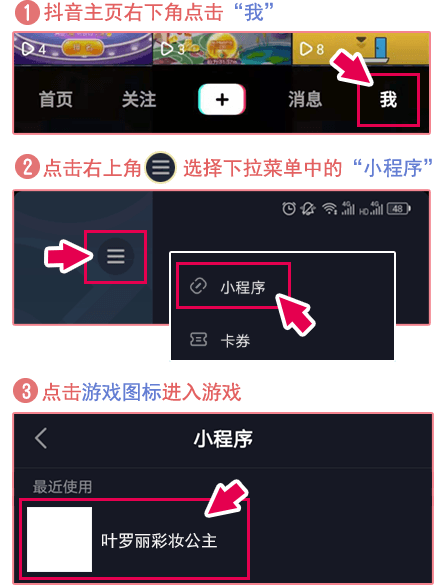 1 抖音主页右下角点击“我”
4 3 8
首页 关注 + 消息 我
2 点击右上角 选择下拉菜单中的“小程序”
4G HD 4G 48
小程序
卡券
3 点击游戏图标进入游戏
小程序
最近使用
叶罗丽彩妆公主